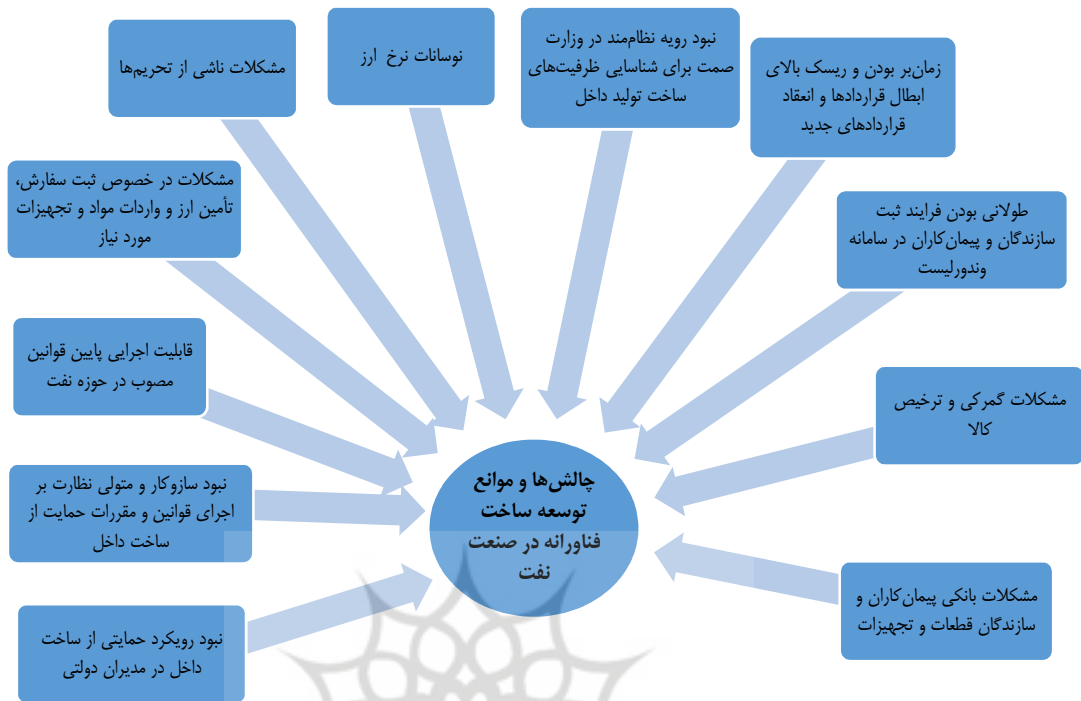 زمان‌بر بودن و ریسک بالای
ابطال قراردادها و انعقاد
قراردادهای جدید
نبود رویه نظام‌مند در وزارت
صمت برای شناسایی ظرفیت‌های
ساخت تولید داخل
نوسانات نرخ ارز
مشکلات ناشی از تحریم‌ها
مشکلات در خصوص ثبت سفارش،
تأمین ارز و واردات مواد و تجهیزات
مورد نیاز
قابلیت اجرایی پایین قوانین
مصوب در حوزه نفت
نبود سازوکار و متولی نظارت بر
اجرای قوانین و مقررات حمایت از
ساخت داخل
نبود رویکرد حمایتی از ساخت
داخل در مدیران دولتی
طولانی بودن فرایند ثبت
سازندگان و پیمان‌کاران در سامانه
وندورلیست
مشکلات گمرکی و ترخیص
کالا
مشکلات بانکی پیمان‌کاران و
سازندگان قطعات و تجهیزات
چالش‌ها و موانع
توسعه ساخت
فناورانه در صنعت
نفت